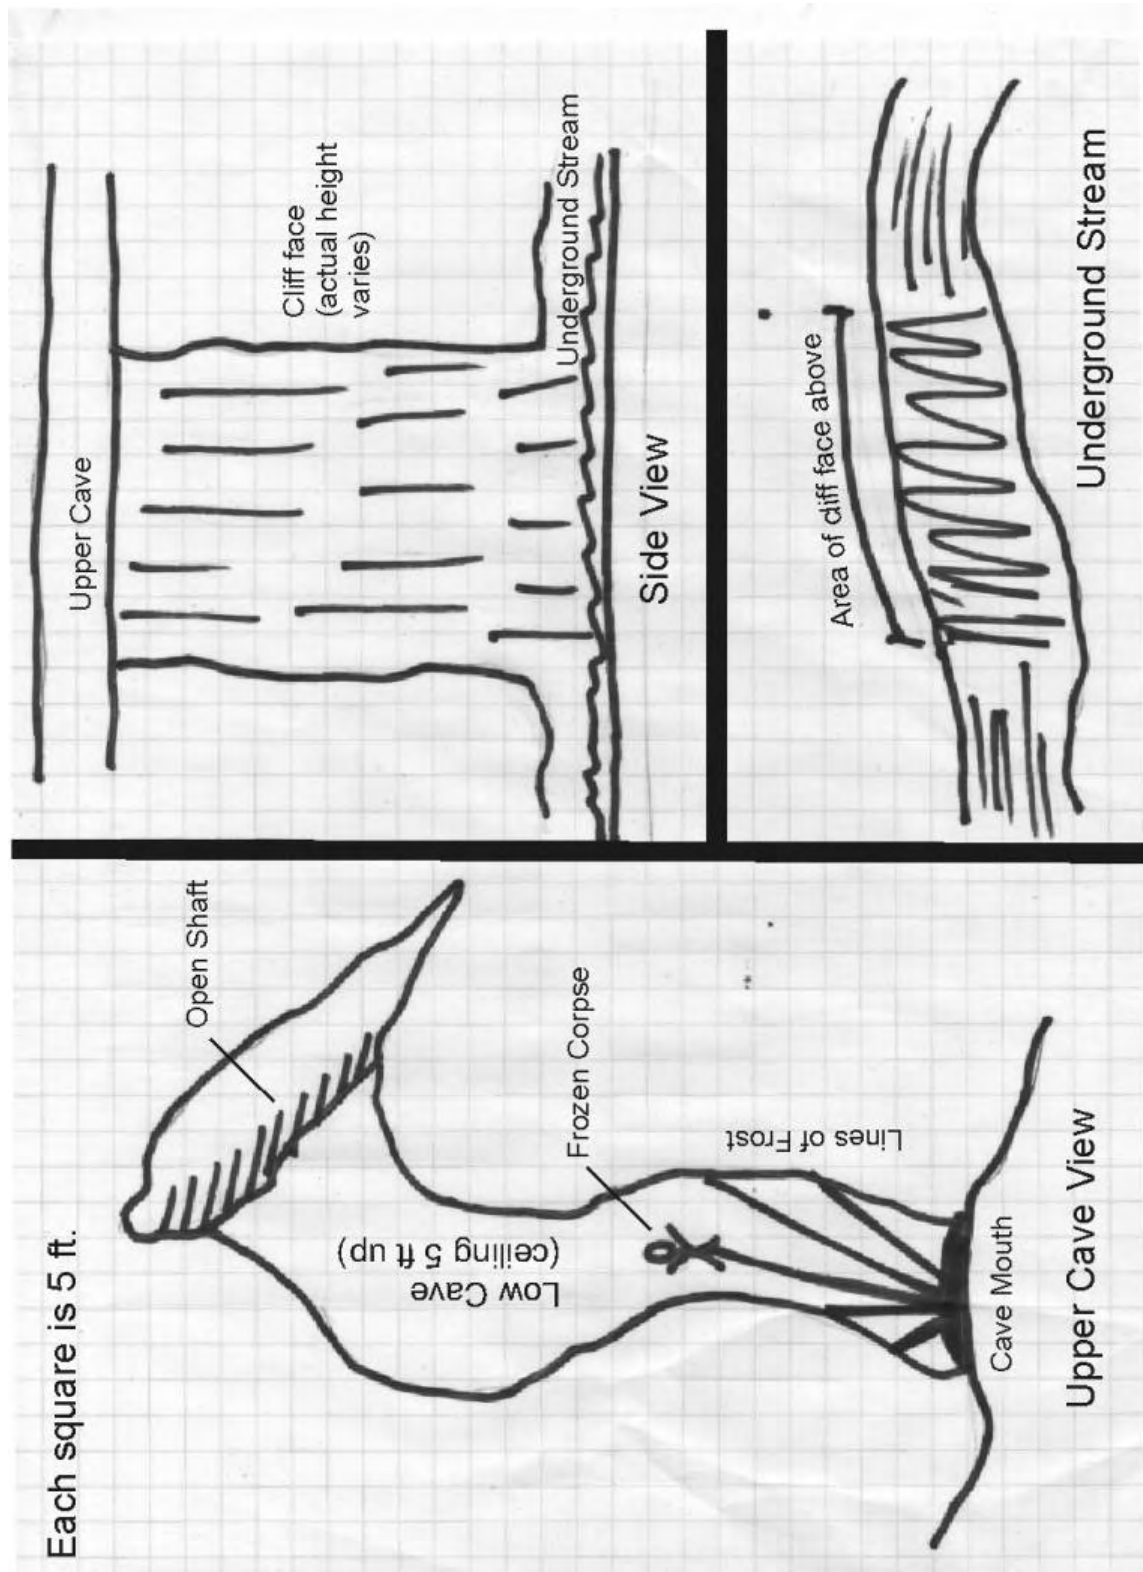 Each square is 5 ft.
Open Shaft
Low Cave
(ceiling 5 ft up)
Frozen Corpse
Lines of Frost
Cave Mouth
Upper Cave View
Upper Cave
Cliff face
(actual height
varies)
Underground Stream
Side View
Area of cliff face above
Underground Stream